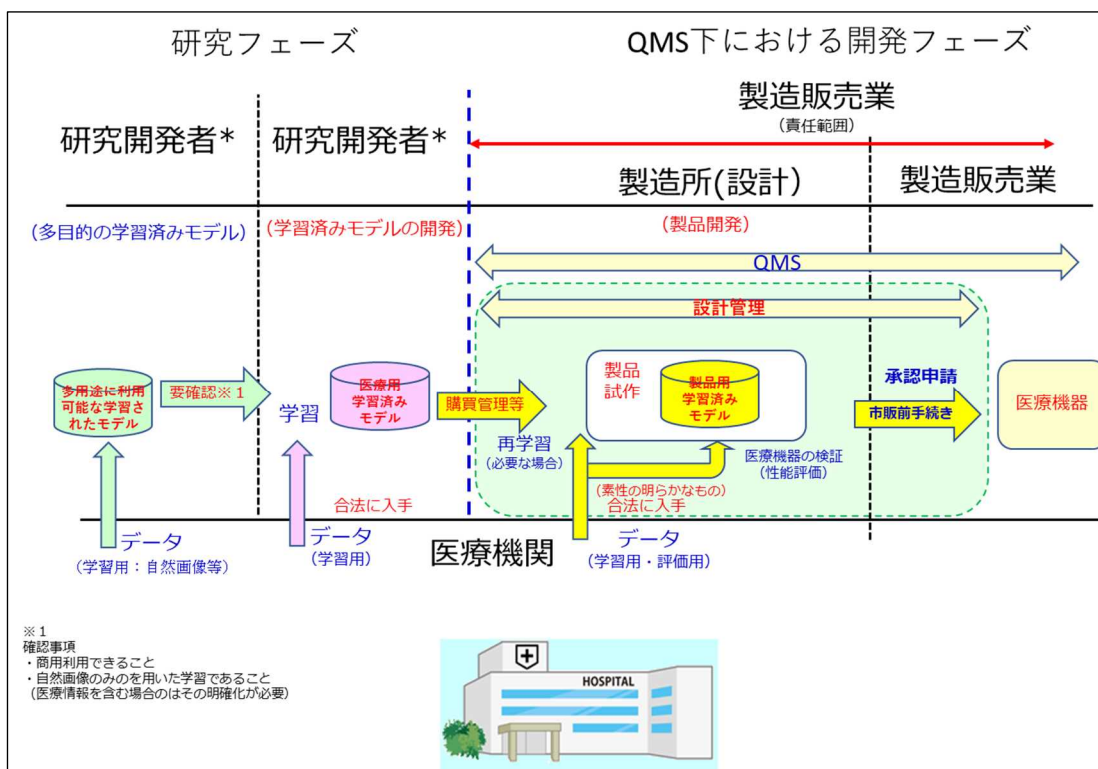 研究フェーズ
QMS下における開発フェーズ
製造販売業
(責任範囲)
研究開発者*
研究開発者*
製造所(設計)
製造販売業
(多目的の学習済みモデル)
(学習済みモデルの開発)
(製品開発)
QMS
設計管理
多用途に利用
可能な学習さ
れたモデル
要確認※1
学習
医療用
学習済み
モデル
購買管理等
再学習
(必要な場合)
製品
試作
製品用
学習済み
モデル
医療機器の検証
(性能評価)
承認申請
市販前手続き
医療機器
合法に入手
(素性の明らかなもの)
合法に入手
データ
(学習用:自然画像等)
データ
(学習用)
医療機関
データ
(学習用・評価用)
※1
確認事項
・商用利用できること
・自然画像のみのを用いた学習であること
(医療情報を含む場合のはその明確化が必要)
HOSPITAL